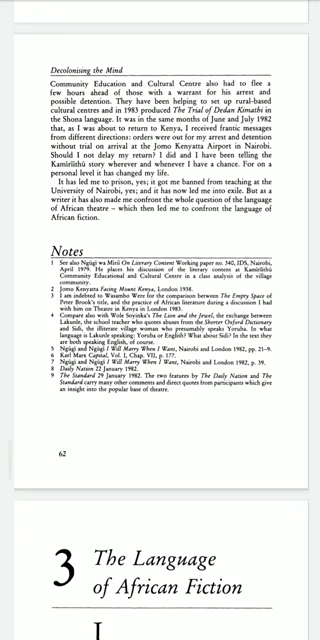 Decolonising the Mind
Community Education and Cultural Centre also had to flee a
few hours ahead of those with a warrant for his arrest and
possible detention. They have been helping to set up rural-based
cultural centres and in 1983 produced The Trial of Dedan Kimathi in
the Shona language. It was in the same months of June and July 1982
that, as I was about to return to Kenya, I received frantic messages
from different directions: orders were out for my arrest and detention
without trial on arrival at the Jomo Kenyatta Airport in Nairobi.
Should I not delay my return? I did and I have been telling the
Kamĩrĩĩthũ story wherever and whenever I have a chance. For on a
personal level it has changed my life.
It has led me to prison, yes; it got me banned from teaching at the
University of Nairobi, yes; and it has now led me into exile. But as a
writer it has also made me confront the whole question of the language
of African theatre – which then led me to confront the language of
African fiction.
Notes
1 See also Ngũgĩ wa Mĩriĩ On Literary Content Working paper no. 340, IDS, Nairobi,
April 1979. He places his discussion of the literary content at Kamĩrĩĩthũ
Community Educational and Cultural Centre in a class analysis of the village
community.
2 Jomo Kenyatta Facing Mount Kenya, London 1938.
3 I am indebted to Wasambo Were for the comparison between The Empty Space of
Peter Brook's title, and the practice of African literature during a discussion I had
with him on Theatre in Kenya in London 1983.
4 Compare also with Wole Soyinka's The Lion and the Jewel, the exchange between
Lakunle, the school teacher who quotes abuses from the Shorter Oxford Dictionary
and Sidi, the illiterate village woman who presumably speaks Yoruba. In what
language is Lakunle speaking: Yoruba or English? What about Sidi? In the text they
are both speaking English, of course.
5 Ngũgĩ and Ngũgĩ I Will Marry When I Want, Nairobi and London 1982, pp. 21–9.
6 Karl Marx Capital, Vol. I, Chap. VII, p. 177.
7 Ngũgĩ and Ngũgĩ I Will Marry When I Want, Nairobi and London 1982, p. 39.
8 Daily Nation 22 January 1982.
9 The Standard 29 January 1982. The two features by The Daily Nation and The
Standard carry many other comments and direct quotes from participants which give
an insight into the popular base of theatre.
62
3 The Language
of African Fiction
I